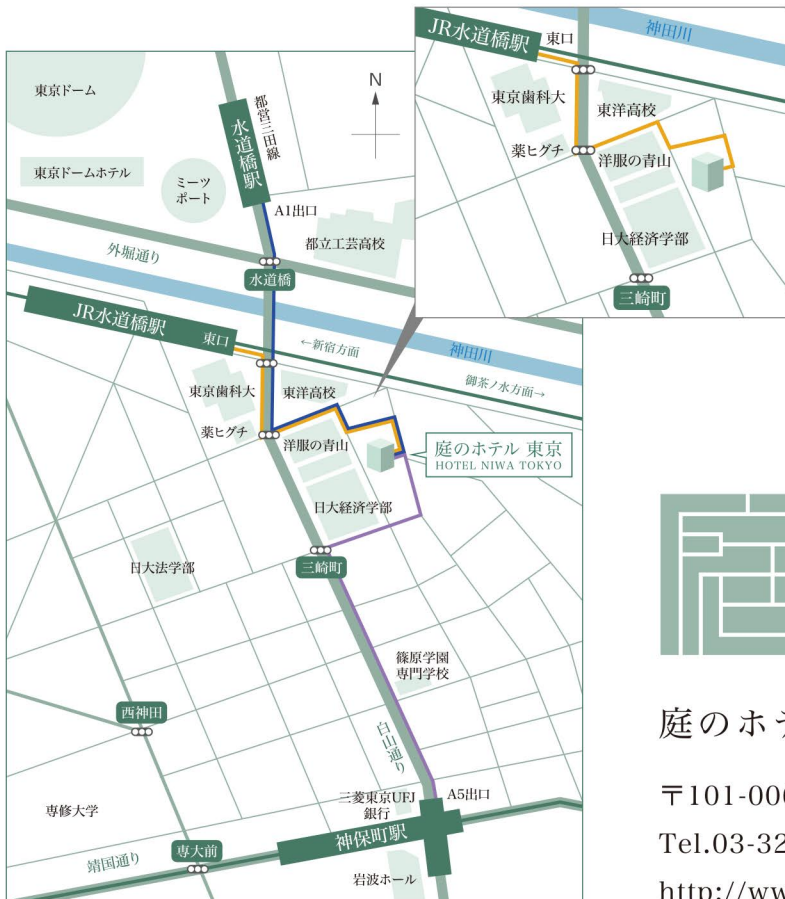 JR水道橋駅
東口
神田川
東京歯科大
東洋高校
薬ヒグチ
洋服の青山
日大経済学部
三崎町
東京ドーム
水道橋駅
都営三田線
N
東京ドームホテル
ミーツ
ポート
A1出口
都立工芸高校
外堀通り
水道橋
JR水道橋駅
東口
←新宿方面
神田川
御茶ノ水方面→
東京歯科大
東洋高校
薬ヒグチ
洋服の青山
庭のホテル 東京
HOTEL NIWA TOKYO
日大経済学部
三崎町
日大法学部
篠原学園
専門学校
西神田
白山通り
専修大学
三菱東京UFJ
銀行
A5出口
神保町駅
専大前
靖国通り
岩波ホール
庭のホ
〒101-00
Tel.03-32
http://ww